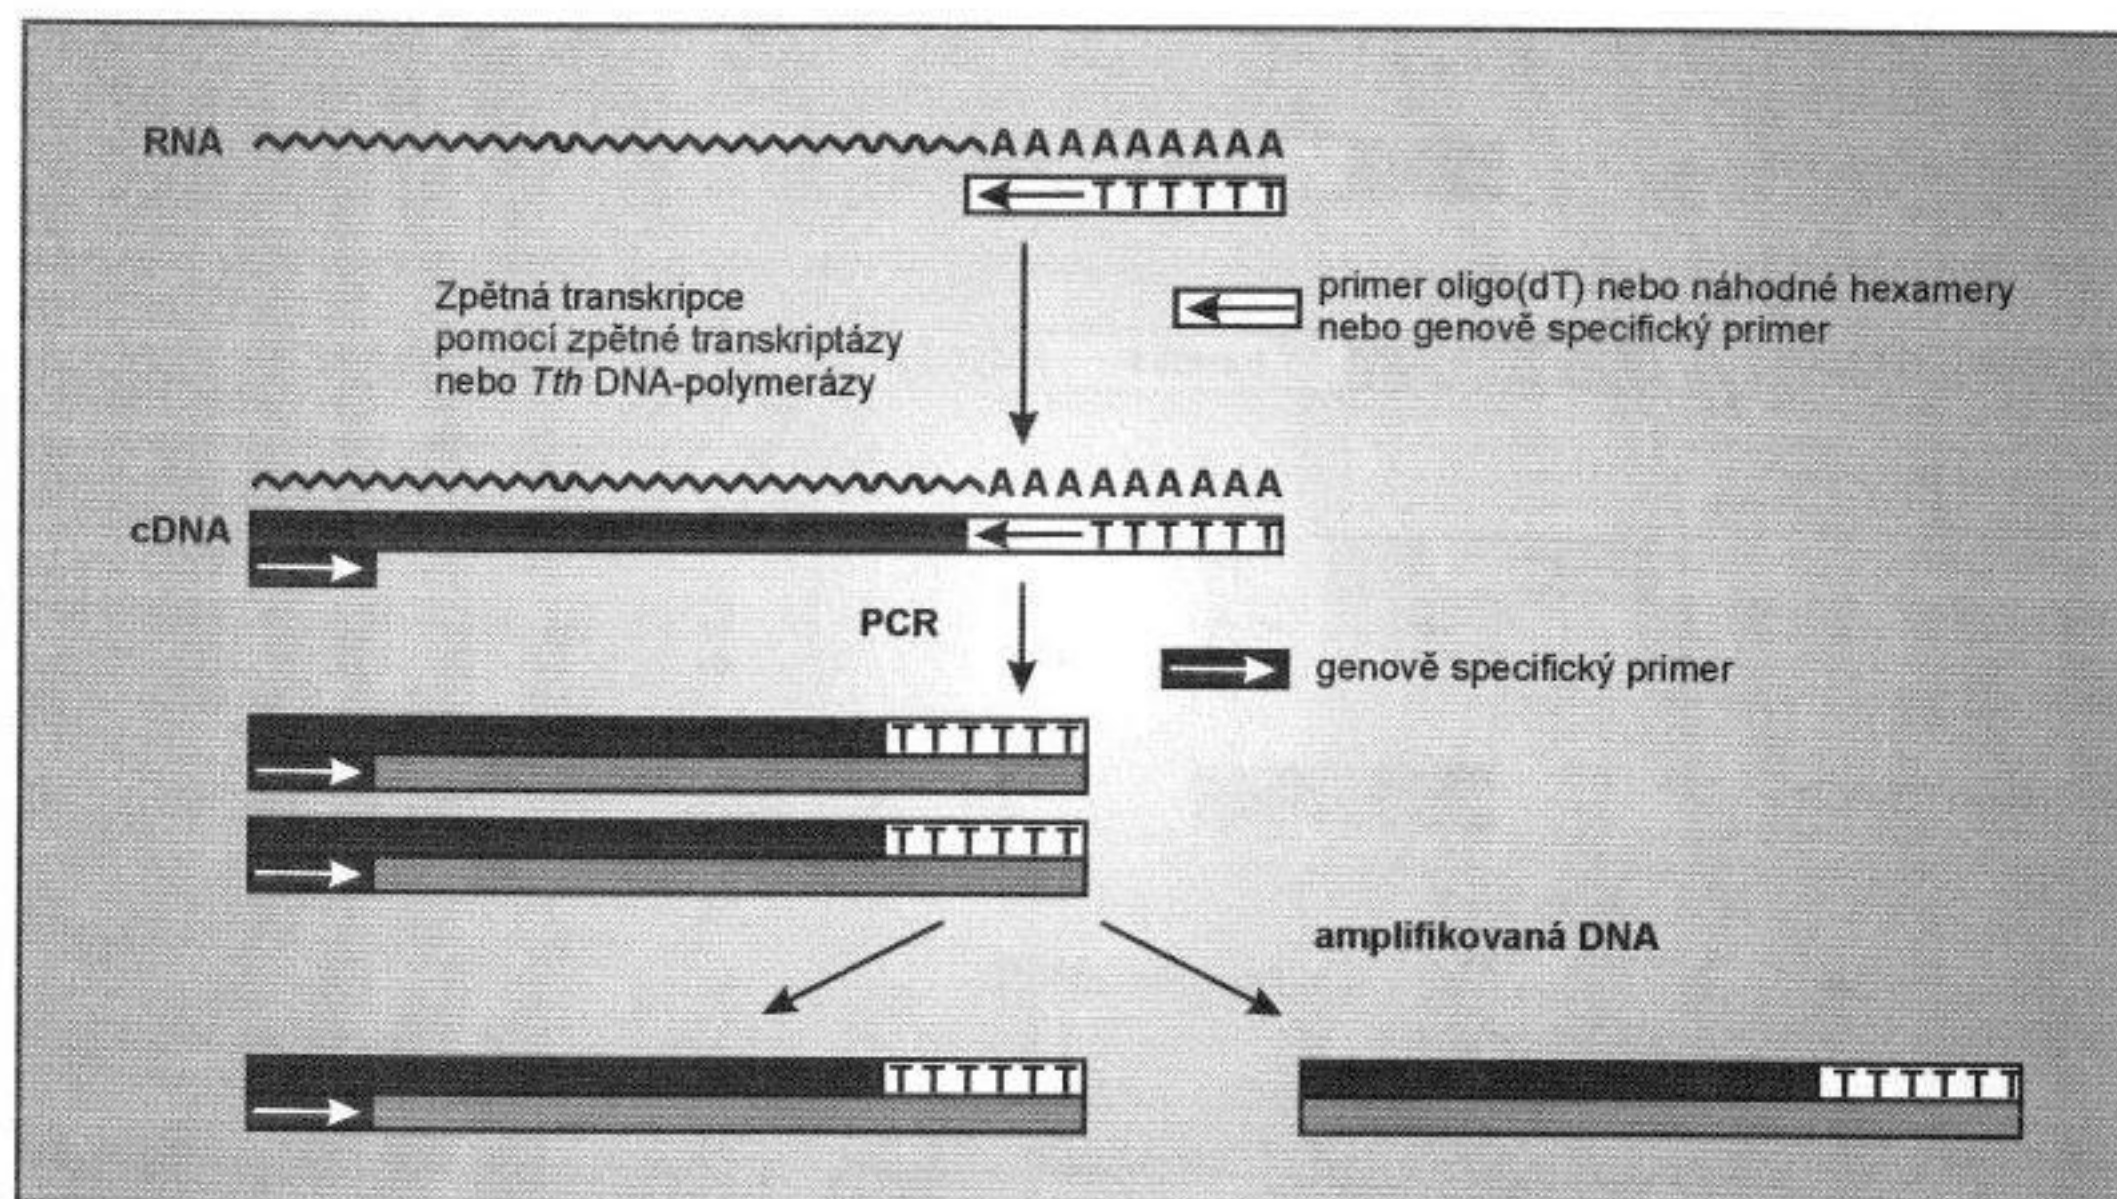 RNA AAAAAAAAA
TTTTTT
Zpětná transkripce
pomocí zpětné transkriptázy
nebo Tth DNA-polymerázy
primer oligo(dT) nebo náhodné hexamery
nebo genově specifický primer
AAAAAAAAA
cDNA TTTTTT
PCR
genově specifický primer
TTTTTT
TTTTTT
amplifikovaná DNA
TTTTTT
TTTTTT